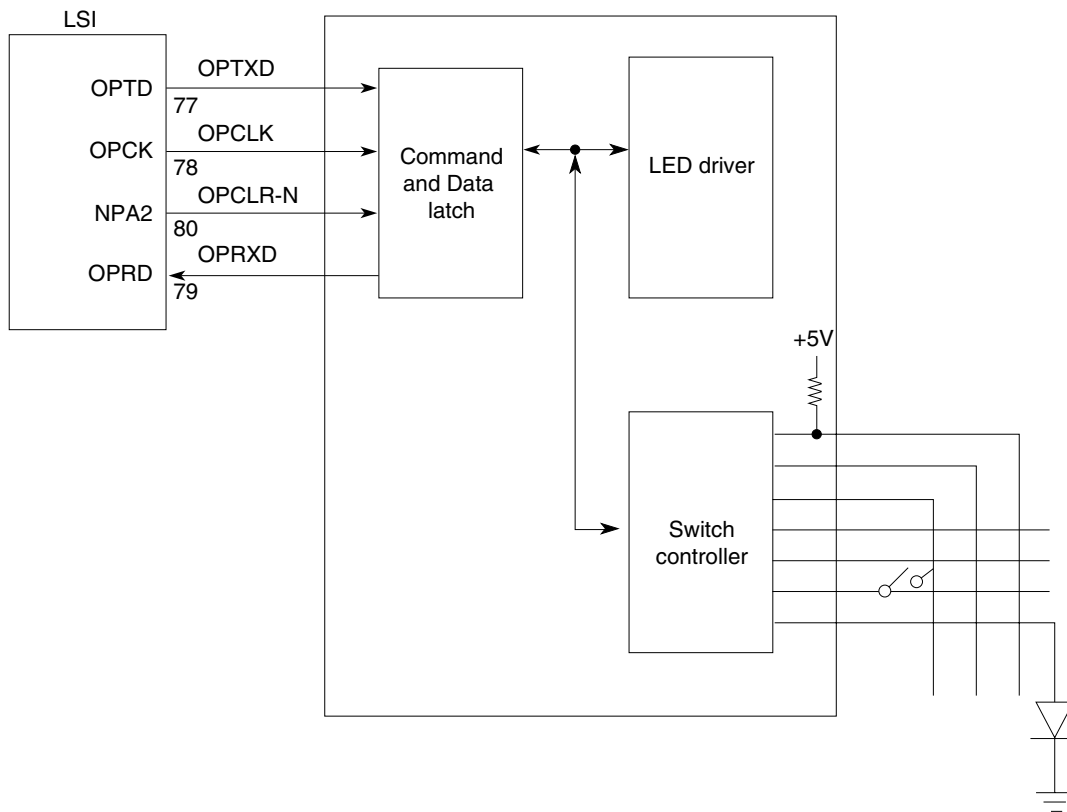 LSI
OPTD
77
OPTXD
OPCK
78
OPCLK
NPA2
80
OPCLR-N
OPRD
79
OPRXD
Command
and Data
latch
LED driver
+5V
Switch
controller